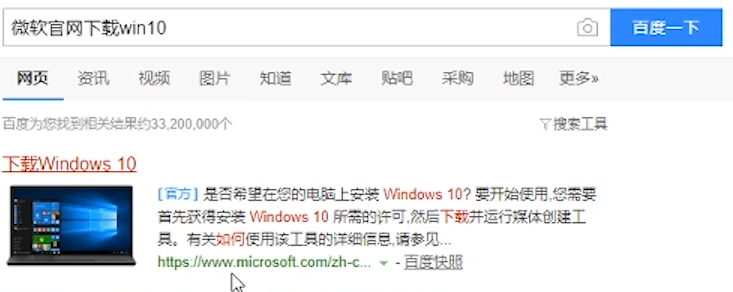 微软官网下载win10 百度一下
网页 资讯 视频 图片 知道 文库 贴吧 采购 地图 更多»
百度为您找到相关结果约33,200,000个 搜索工具
下载Windows 10
[官方] 是否希望在您的电脑上安装 Windows 10? 要开始使用,您需要
首先获得安装 Windows 10 所需的许可,然后下载并运行媒体创建工
具。有关如何使用该工具的详细信息,请参见...
https://www.microsoft.com/zh-c... - 百度快照